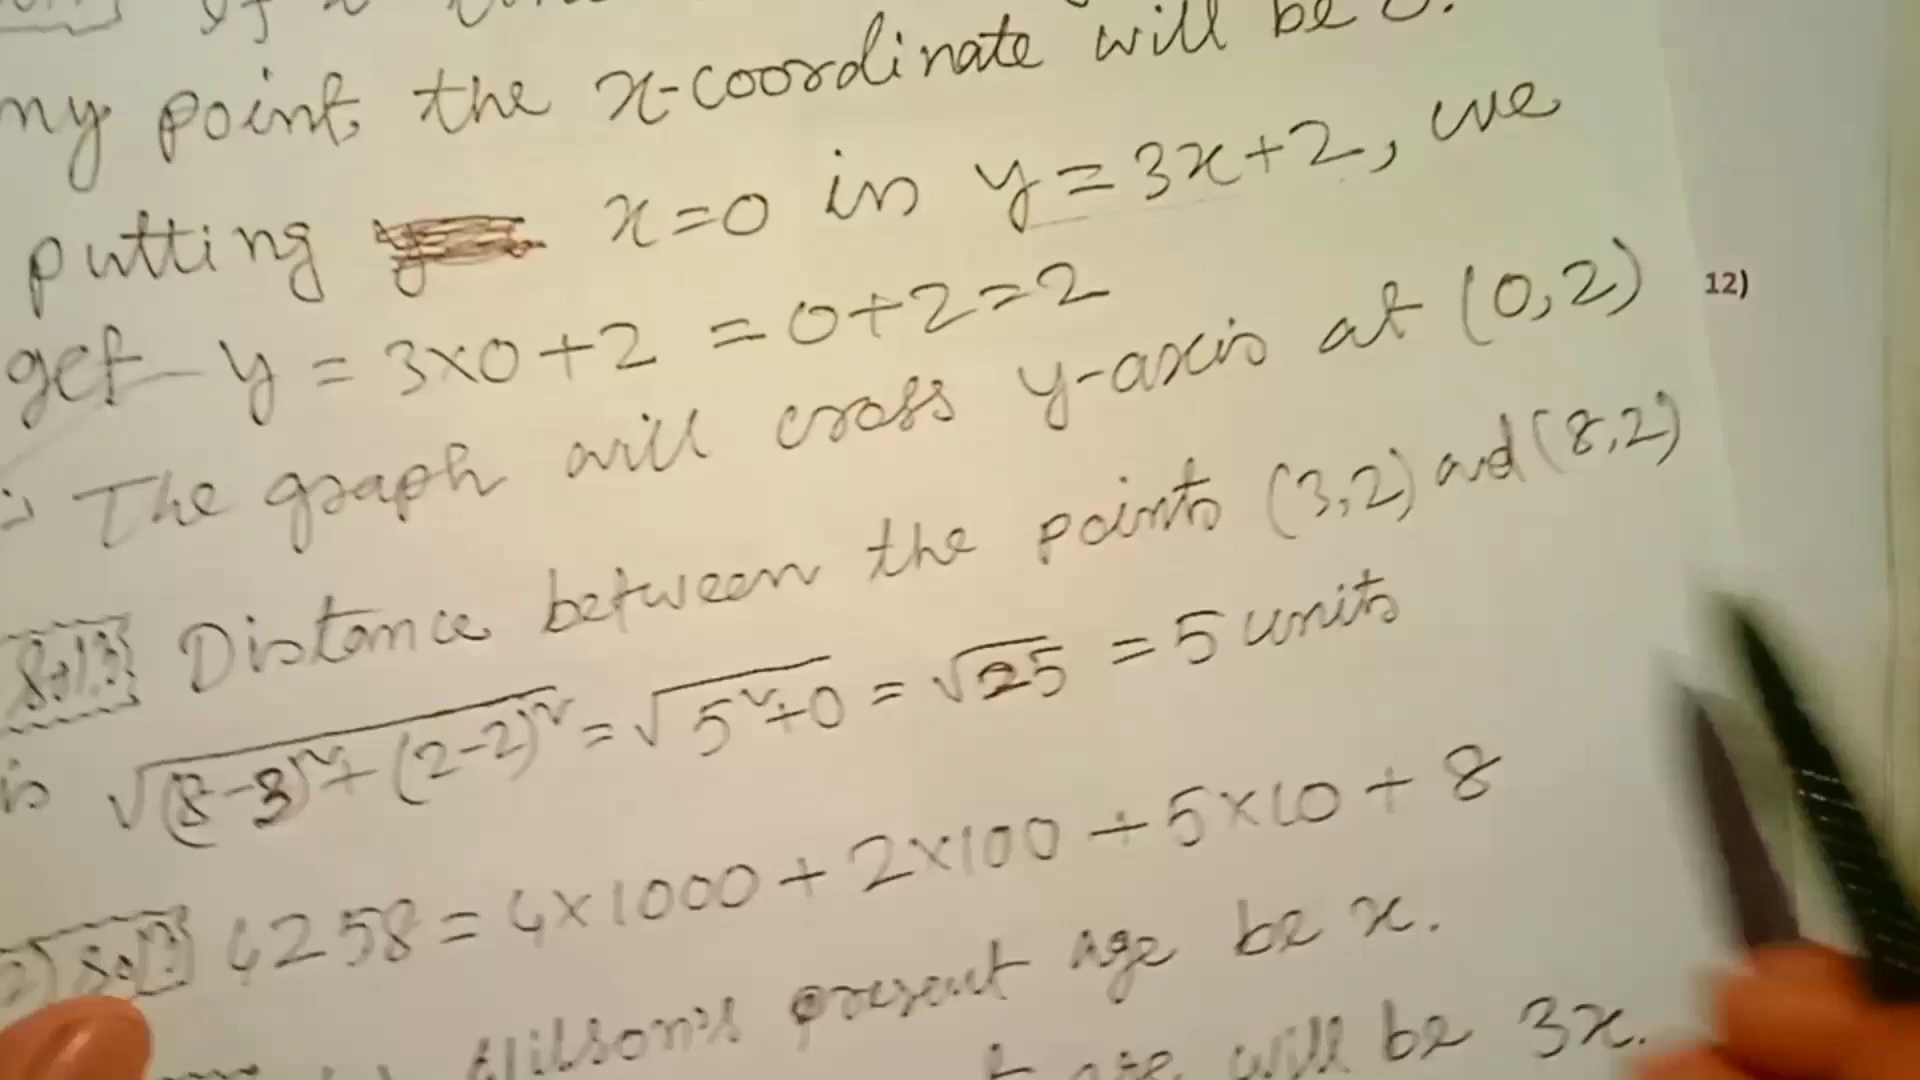 my point, the x-coordinate will be 0.
putting x=0 in y=3x+2, we
get y = 3×0+2 = 0+2=2
∴ The graph will cross y-axis at (0,2)
12)
Sol: Distance between the points (3,2) and (8,2)
is √(8-3)²+(2-2)² = √5²+0 = √25 = 5 units
Sol: 4258 = 4×1000 + 2×100 + 5×10 + 8
present age be x.
will be 3x.